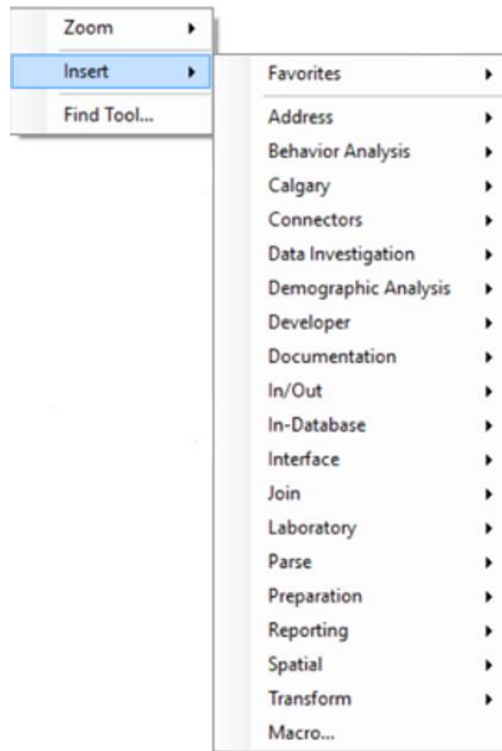 Zoom
Insert
Find Tool...
Favorites
Address
Behavior Analysis
Calgary
Connectors
Data Investigation
Demographic Analysis
Developer
Documentation
In/Out
In-Database
Interface
Join
Laboratory
Parse
Preparation
Reporting
Spatial
Transform
Macro...